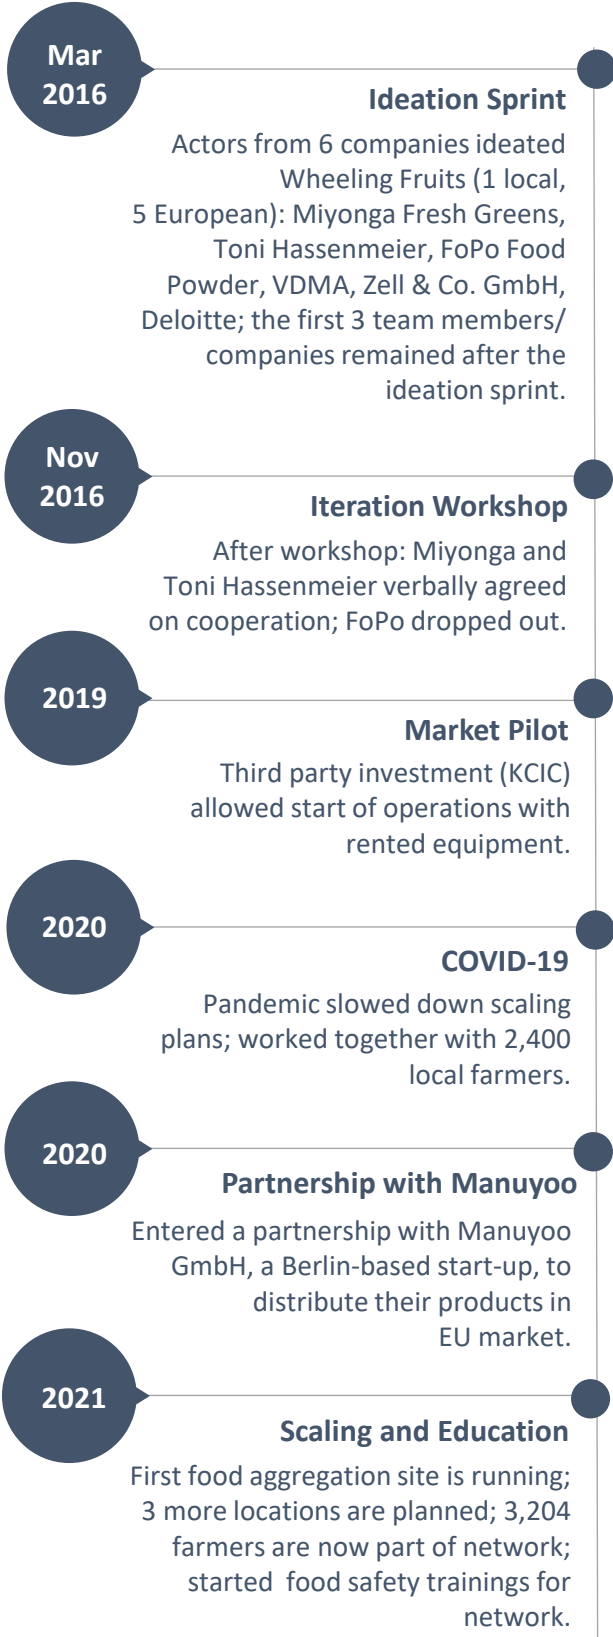 Mar
2016
Ideation Sprint
Actors from 6 companies ideated
Wheeling Fruits (1 local,
5 European): Miyonga Fresh Greens,
Toni Hassenmeier, FoPo Food
Powder, VDMA, Zell & Co. GmbH,
Deloitte; the first 3 team members/
companies remained after the
ideation sprint.
Nov
2016
Iteration Workshop
After workshop: Miyonga and
Toni Hassenmeier verbally agreed
on cooperation; FoPo dropped out.
2019
Market Pilot
Third party investment (KCIC)
allowed start of operations with
rented equipment.
2020
COVID-19
Pandemic slowed down scaling
plans; worked together with 2,400
local farmers.
2020
Partnership with Manuyoo
Entered a partnership with Manuyoo
GmbH, a Berlin-based start-up, to
distribute their products in
EU market.
2021
Scaling and Education
First food aggregation site is running;
3 more locations are planned; 3,204
farmers are now part of network;
started  food safety trainings for
network.